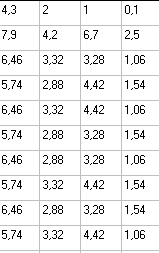 4,3 2 1 0,1
7,9 4,2 6,7 2,5
6,46 3,32 3,28 1,06
5,74 2,88 4,42 1,54
6,46 3,32 4,42 1,06
5,74 2,88 3,28 1,54
6,46 2,88 3,28 1,06
5,74 3,32 4,42 1,54
6,46 2,88 3,28 1,54
5,74 3,32 4,42 1,06